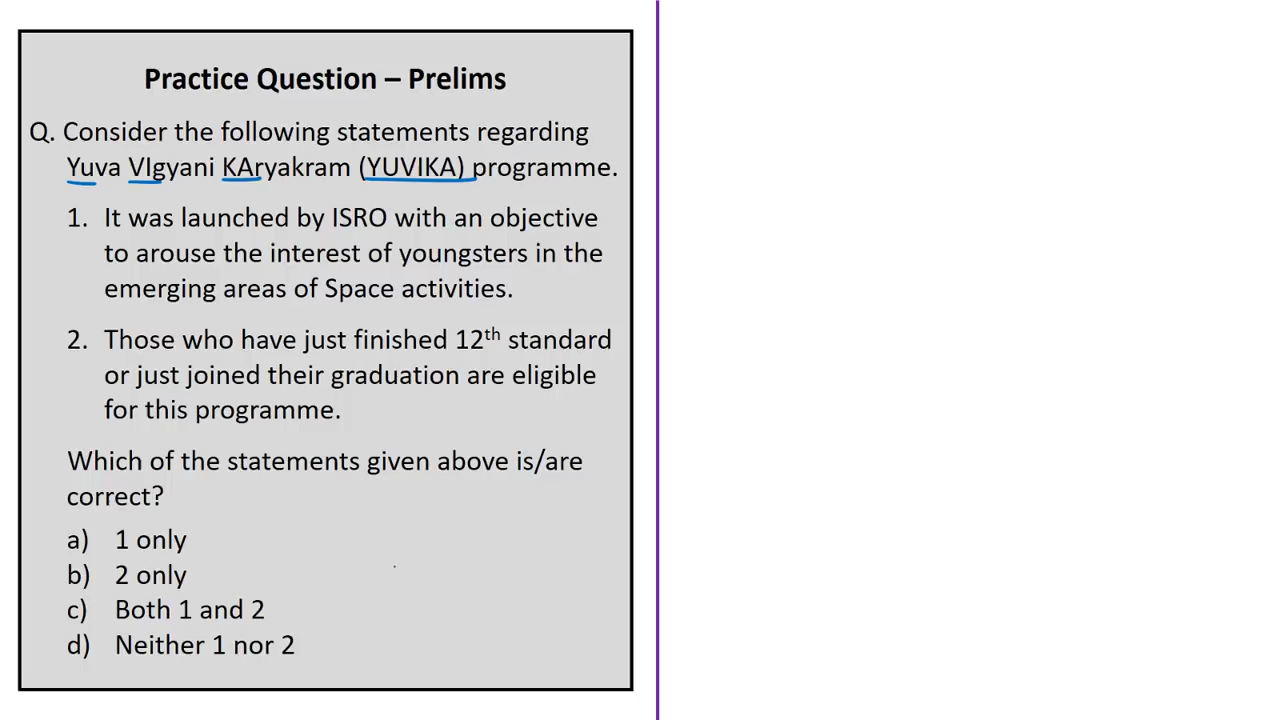 Practice Question – Prelims
Q. Consider the following statements regarding
Yuva VIgyani KAryakram (YUVIKA) programme.
1. It was launched by ISRO with an objective
to arouse the interest of youngsters in the
emerging areas of Space activities.
2. Those who have just finished 12th standard
or just joined their graduation are eligible
for this programme.
Which of the statements given above is/are
correct?
a) 1 only
b) 2 only
c) Both 1 and 2
d) Neither 1 nor 2